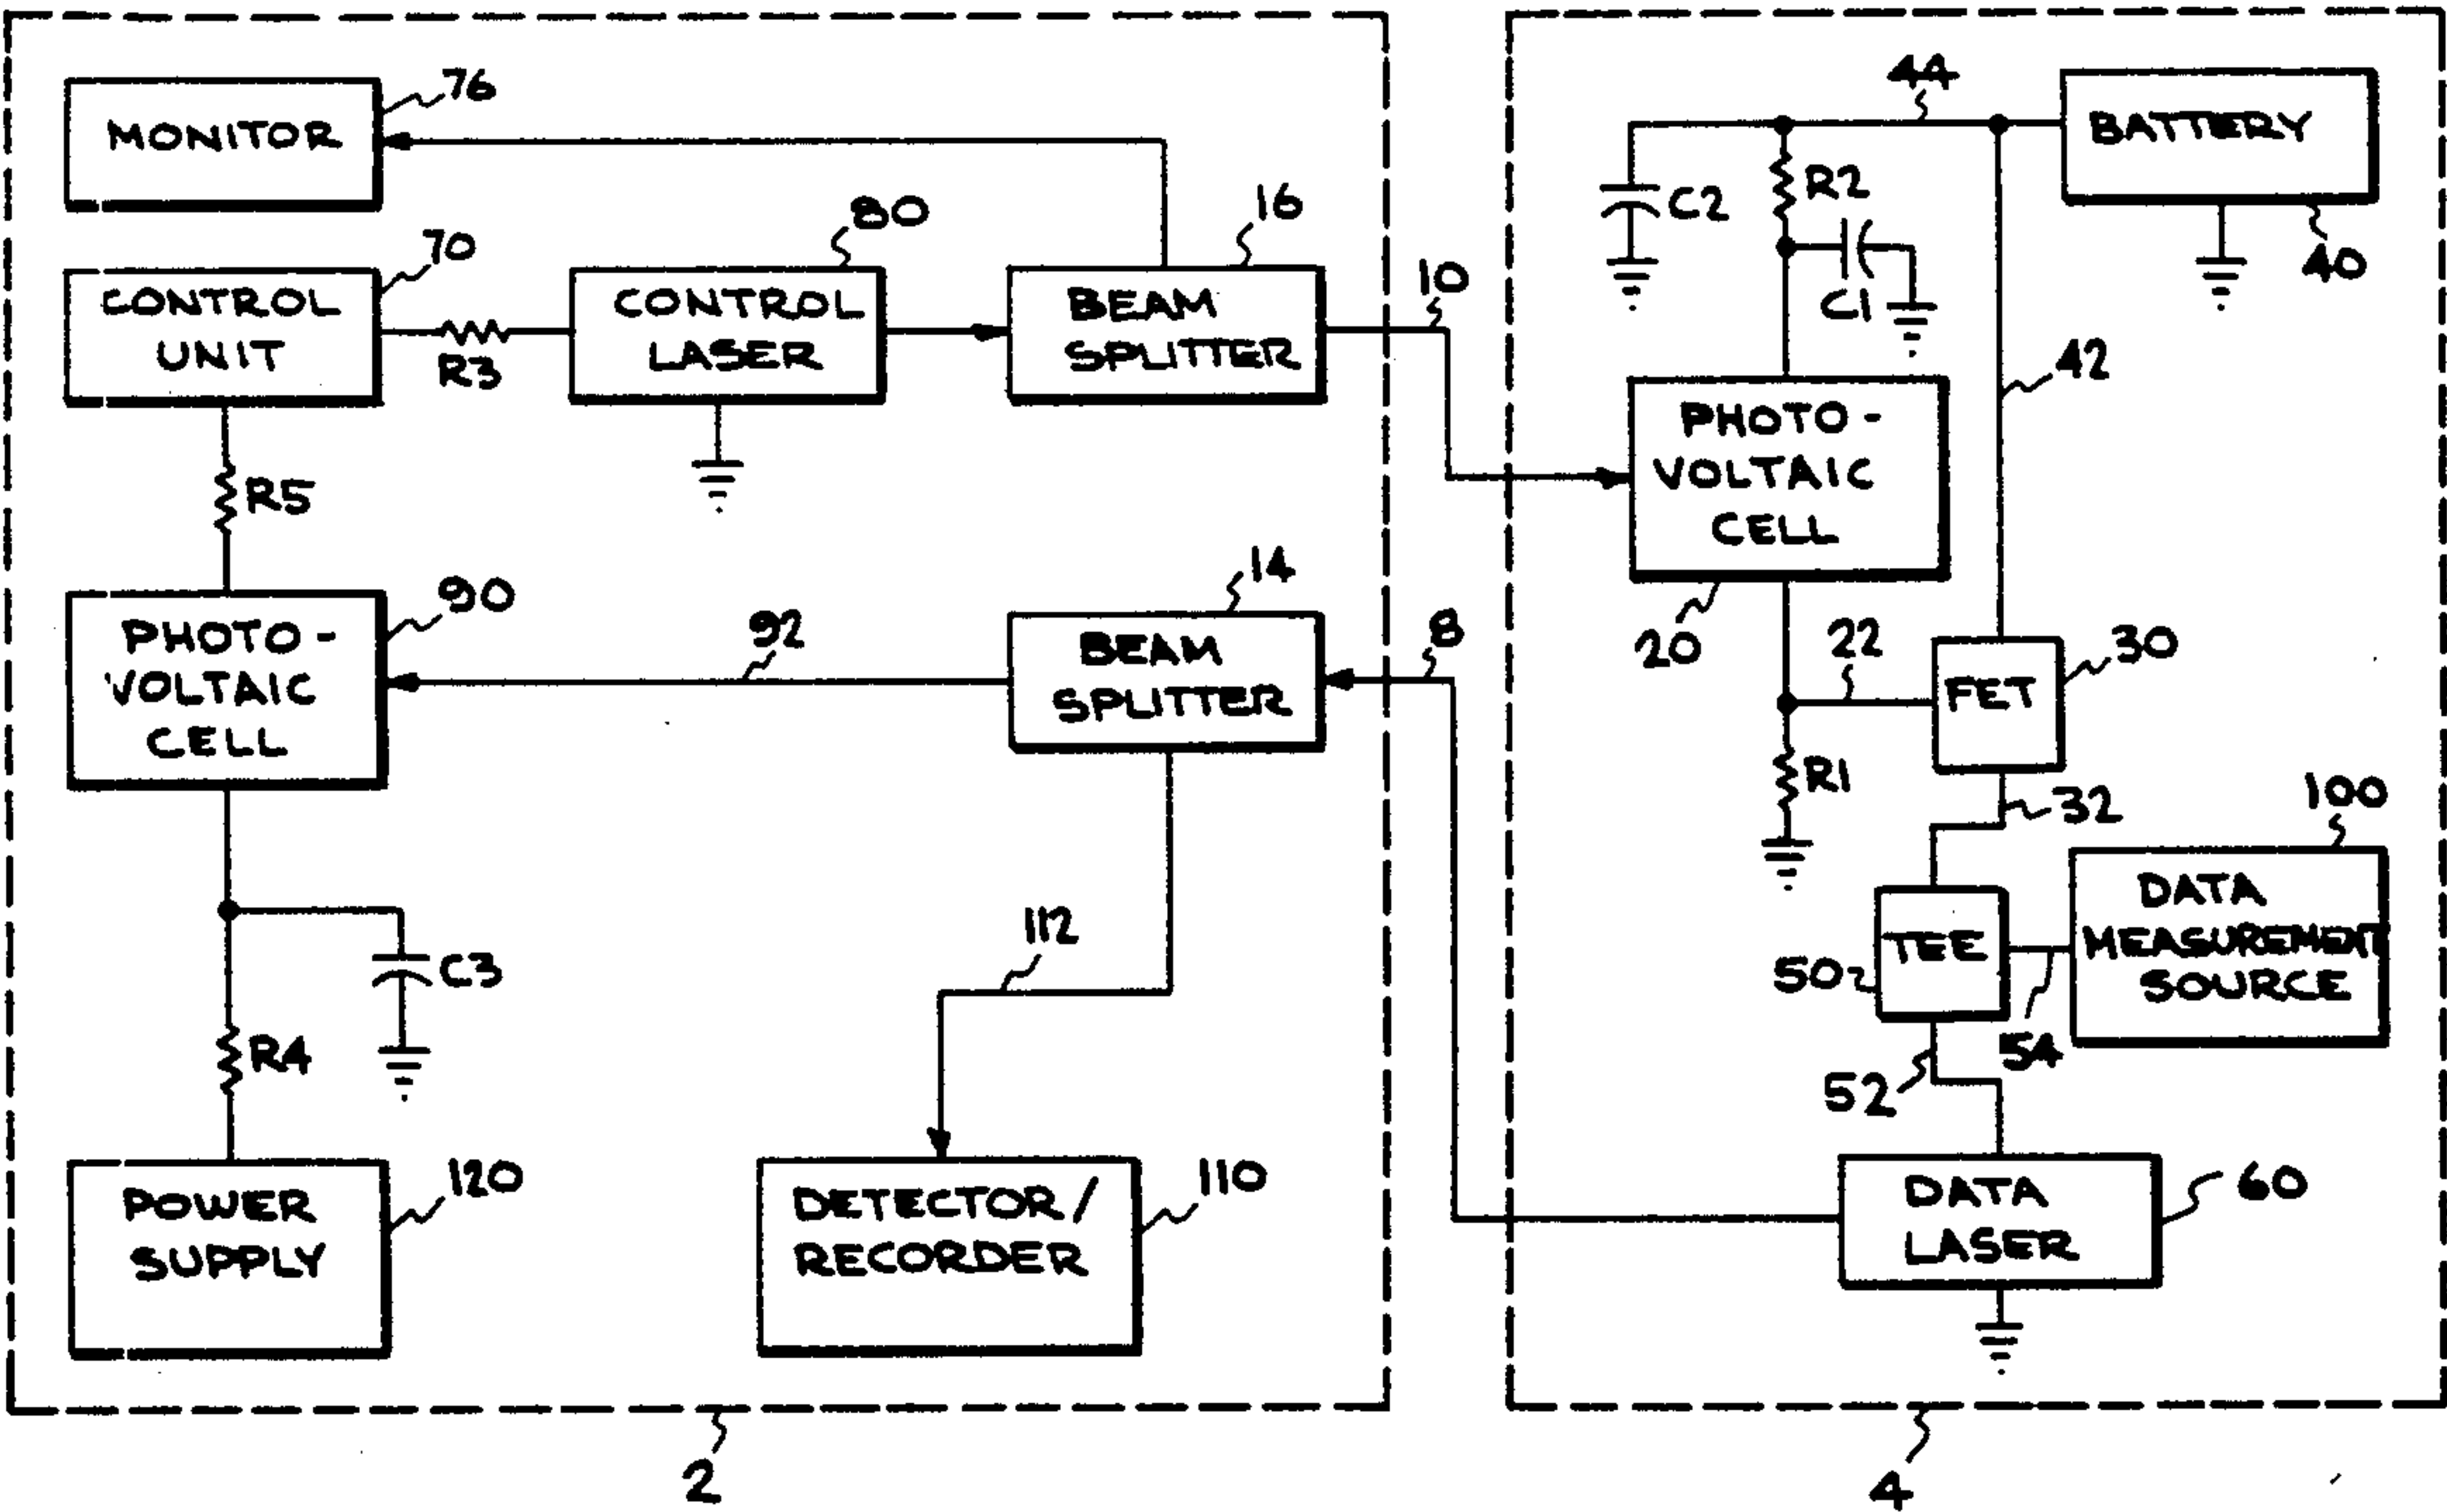 76
MONITOR
70
CONTROL
UNIT
R3
80
CONTROL
LASER
16
BEAM
SPLITTER
10
R5
90
PHOTO-
VOLTAIC
CELL
92
14
BEAM
SPLITTER
8
C3
R4
112
120
POWER
SUPPLY
110
DETECTOR/
RECORDER
2
44
BATTERY
40
C2
R2
C1
42
PHOTO-
VOLTAIC
CELL
20
22
30
FET
R1
32
100
DATA
MEASUREMENT
SOURCE
TEE
50
54
52
60
DATA
LASER
4